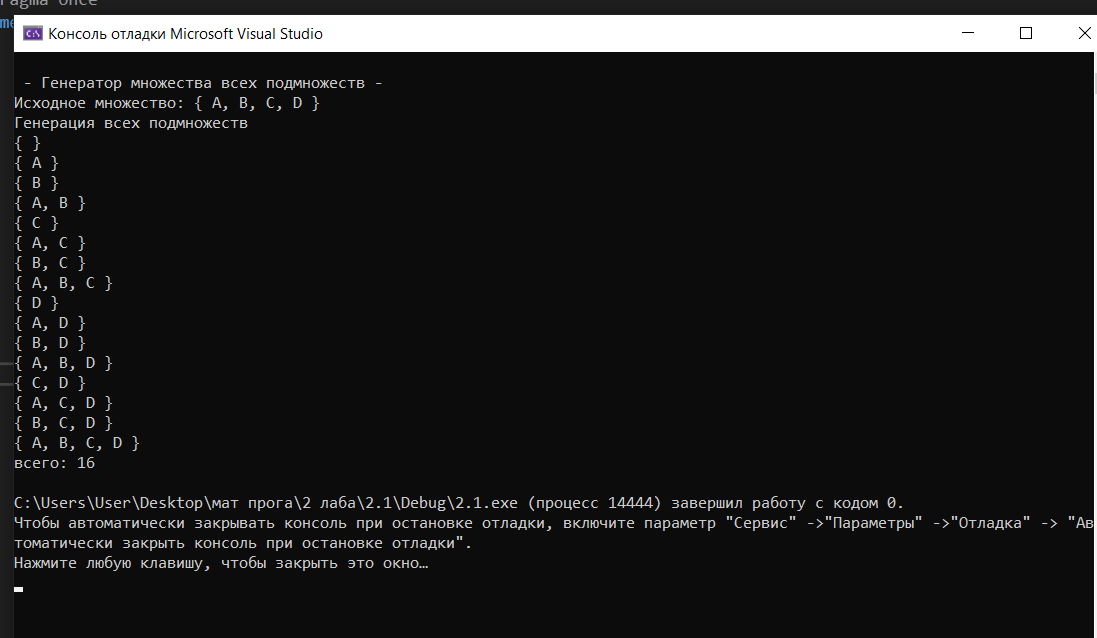 agma once
me
Консоль отладки Microsoft Visual Studio
- Генератор множества всех подмножеств -
Исходное множество: { A, B, C, D }
Генерация всех подмножеств
{ }
{ A }
{ B }
{ A, B }
{ C }
{ A, C }
{ B, C }
{ A, B, C }
{ D }
{ A, D }
{ B, D }
{ A, B, D }
{ C, D }
{ A, C, D }
{ B, C, D }
{ A, B, C, D }
всего: 16
C:\Users\User\Desktop\мат прога\2 лаба\2.1\Debug\2.1.exe (процесс 14444) завершил работу с кодом 0.
Чтобы автоматически закрывать консоль при остановке отладки, включите параметр "Сервис" ->"Параметры" ->"Отладка" -> "Ав
томатически закрыть консоль при остановке отладки".
Нажмите любую клавишу, чтобы закрыть это окно…